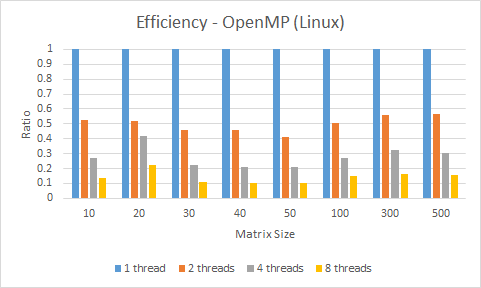 Efficiency - OpenMP (Linux)
1
0.9
0.8
0.7
0.6
0.5
0.4
0.3
0.2
0.1
0
Ratio
10 20 30 40 50 100 300 500
Matrix Size
1 thread 2 threads 4 threads 8 threads